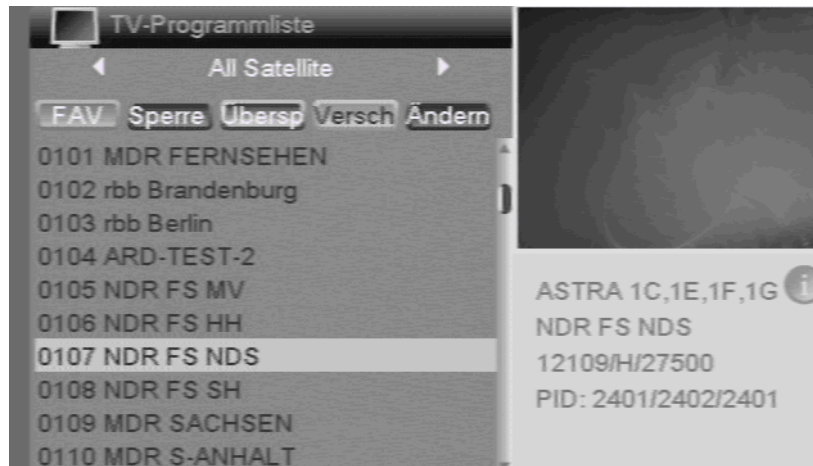 TV-Programmliste
All Satellite
FAV Sperre Übersp Versch Ändern
0101 MDR FERNSEHEN
0102 rbb Brandenburg
0103 rbb Berlin
0104 ARD-TEST-2
0105 NDR FS MV
0106 NDR FS HH
0107 NDR FS NDS
0108 NDR FS SH
0109 MDR SACHSEN
0110 MDR S-ANHALT
ASTRA 1C,1E,1F,1G i
NDR FS NDS
12109/H/27500
PID: 2401/2402/2401